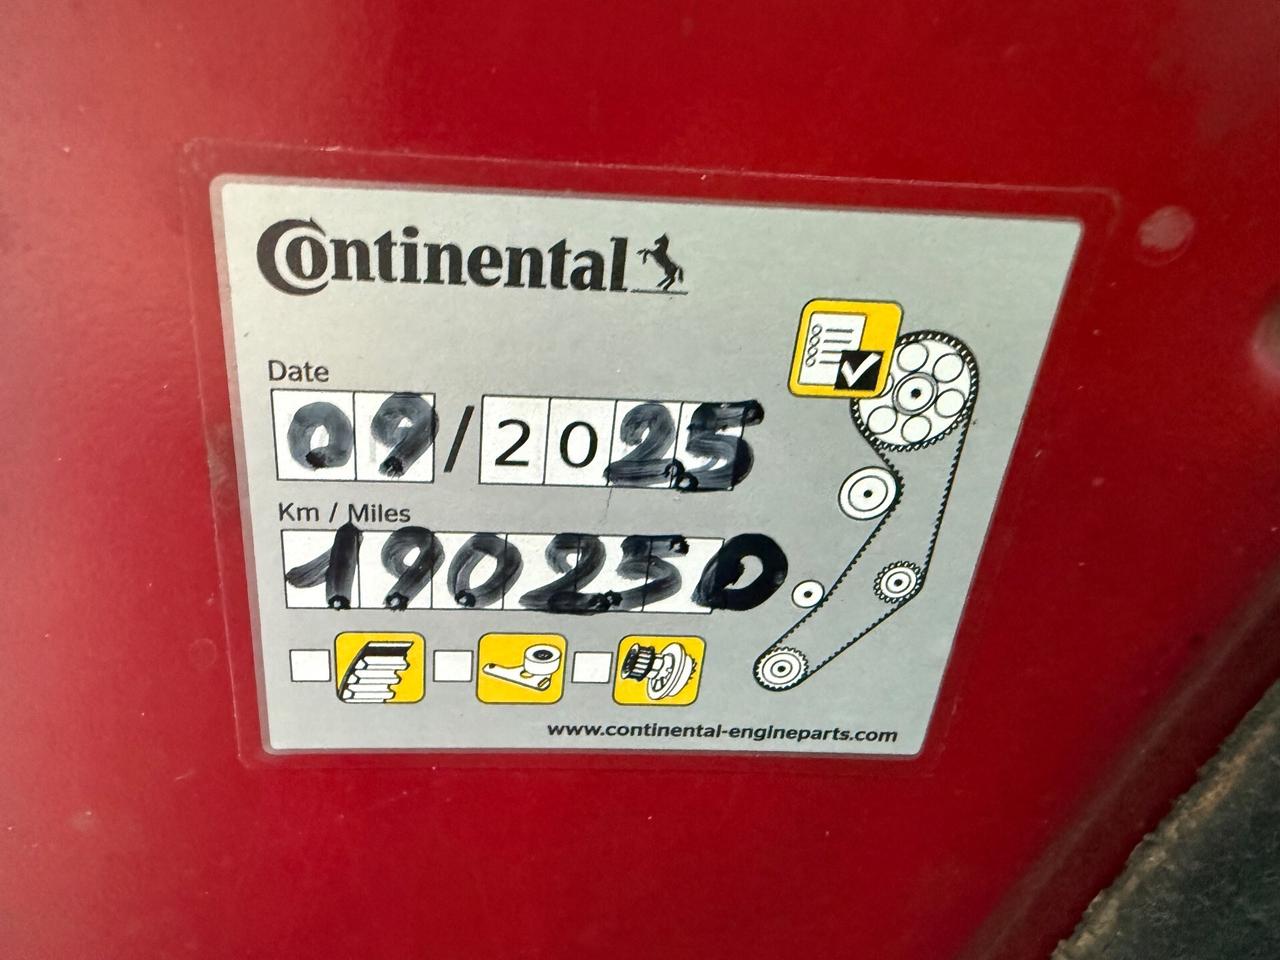 Continental
Date
09/2025
Km / Miles
190250
www.continental-engineparts.com